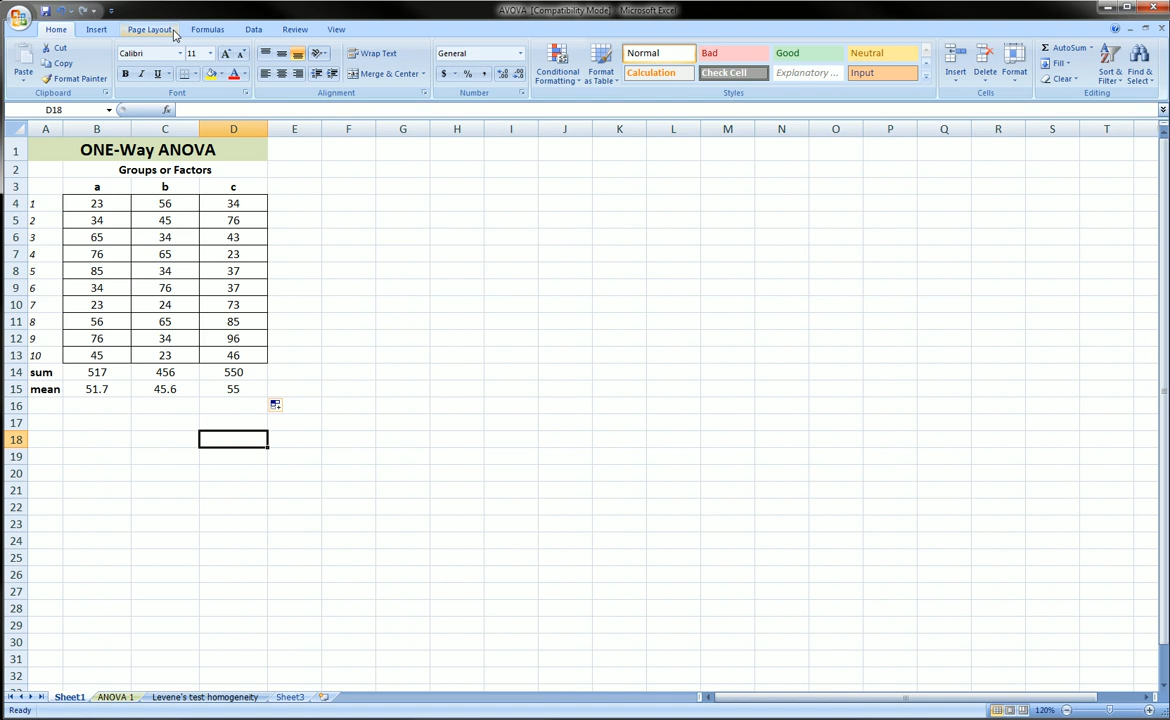 AVOVA [Compatibility Mode] - Microsoft Excel
Home Insert Page Layout Formulas Data Review View
Cut Calibri 11 Wrap Text General Normal Bad Good Neutral AutoSum
Copy Fill
Paste Format Painter B I U Merge & Center $ % , Conditional Formatting Format as Table Calculation Check Cell Explanatory ... Input Insert Delete Format Clear Sort & Filter Find & Select
Clipboard Font Alignment Number Styles Cells Editing
D18 fx
A B C D E F G H I J K L M N O P Q R S T
1 ONE-Way ANOVA
2 Groups or Factors
3 a b c
4 1 23 56 34
5 2 34 45 76
6 3 65 34 43
7 4 76 65 23
8 5 85 34 37
9 6 34 76 37
10 7 23 24 73
11 8 56 65 85
12 9 76 34 96
13 10 45 23 46
14 sum 517 456 550
15 mean 51.7 45.6 55
16
17
18
19
20
21
22
23
24
25
26
27
28
29
30
31
32
Sheet1 ANOVA 1 Levene's test homogeneity Sheet3
Ready 120%